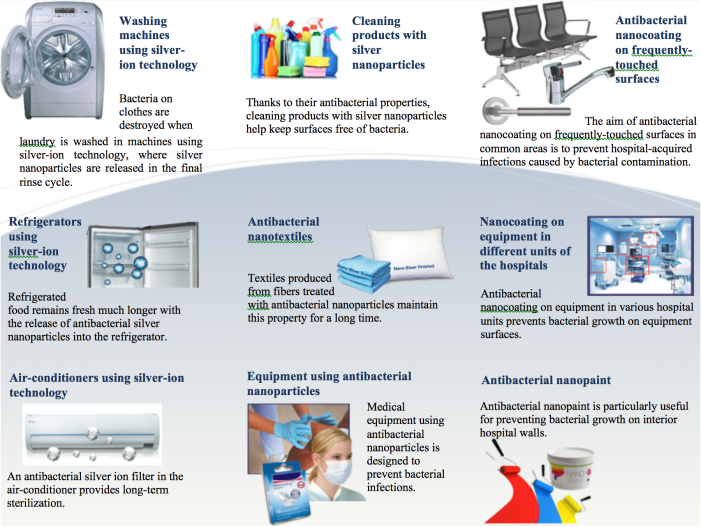 Washing
machines
using silver-
ion technology
Bacteria on
clothes are
destroyed when
laundry is washed in machines using
silver-ion technology, where silver
nanoparticles are released in the final
rinse cycle.
Cleaning
products with
silver
nanoparticles
Thanks to their antibacterial properties,
cleaning products with silver nanoparticles
help keep surfaces free of bacteria.
Antibacterial
nanocoating
on frequently-
touched
surfaces
The aim of antibacterial
nanocoating on frequently-touched surfaces in
common areas is to prevent hospital-acquired
infections caused by bacterial contamination.
Refrigerators
using
silver-ion
technology
Refrigerated
food remains fresh much longer with
the release of antibacterial silver
nanoparticles into the refrigerator.
Antibacterial
nanotextiles
Nano-Silver Pillow
Textiles produced
from fibers treated
with antibacterial nanoparticles maintain
this property for a long time.
Nanocoating on
equipment in
different units of
the hospitals
Antibacterial
nanocoating on equipment in various hospital
units prevents bacterial growth on equipment
surfaces.
Air-conditioners using silver-ion
technology
An antibacterial silver ion filter in the
air-conditioner provides long-term
sterilization.
Equipment using antibacterial
nanoparticles
Medical
equipment using
antibacterial
nanoparticles is
designed to
prevent bacterial
infections.
Antibacterial nanopaint
Antibacterial nanopaint is particularly useful
for preventing bacterial growth on interior
hospital walls.
NANO